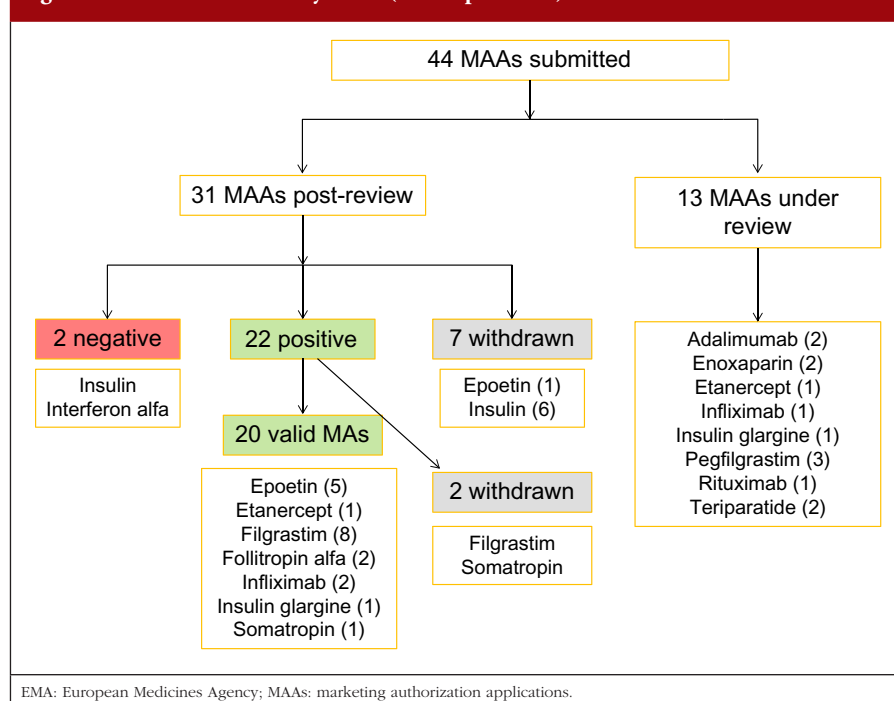 44 MAAs submitted
31 MAAs post-review
13 MAAs under
review
2 negative
22 positive
7 withdrawn
Insulin
Interferon alfa
Epoetin (1)
Insulin (6)
Adalimumab (2)
Enoxaparin (2)
Etanercept (1)
Infliximab (1)
Insulin glargine (1)
Pegfilgrastim (3)
Rituximab (1)
Teriparatide (2)
20 valid MAs
2 withdrawn
Epoetin (5)
Etanercept (1)
Filgrastim (8)
Follitropin alfa (2)
Infliximab (2)
Insulin glargine (1)
Somatropin (1)
Filgrastim
Somatropin
EMA: European Medicines Agency; MAAs: marketing authorization applications.